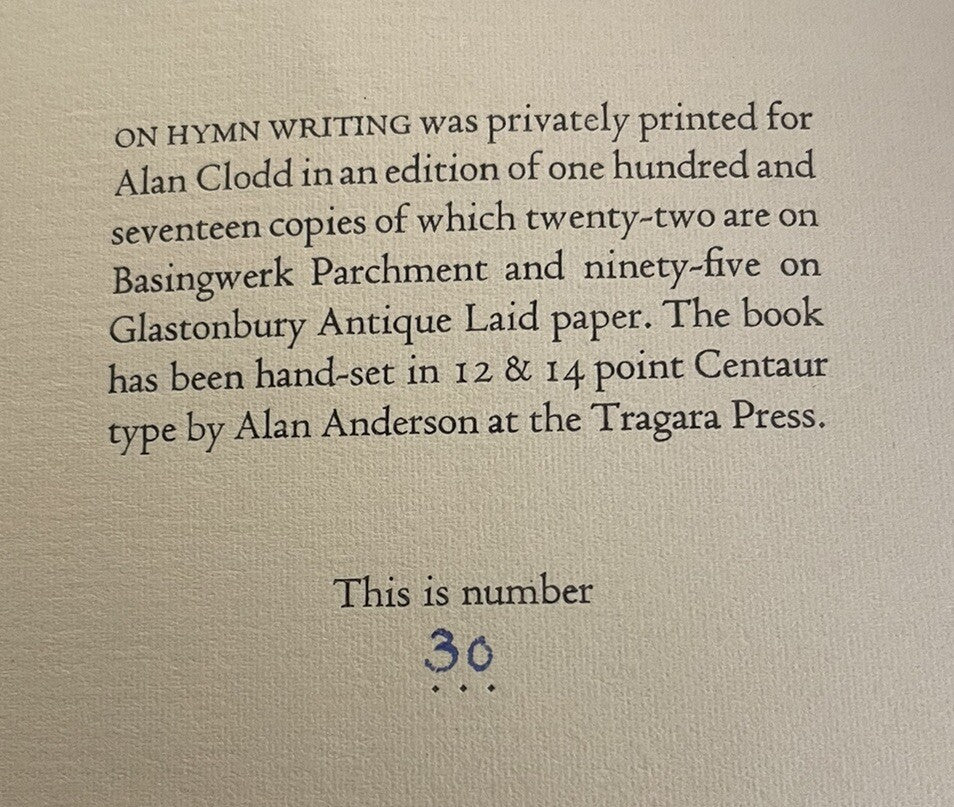 ON HYMN WRITING was privately printed for
Alan Clodd in an edition of one hundred and
seventeen copies of which twenty-two are on
Basingwerk Parchment and ninety-five on
Glastonbury Antique Laid paper. The book
has been hand-set in 12 & 14 point Centaur
type by Alan Anderson at the Tragara Press.
This is number
30
. . .